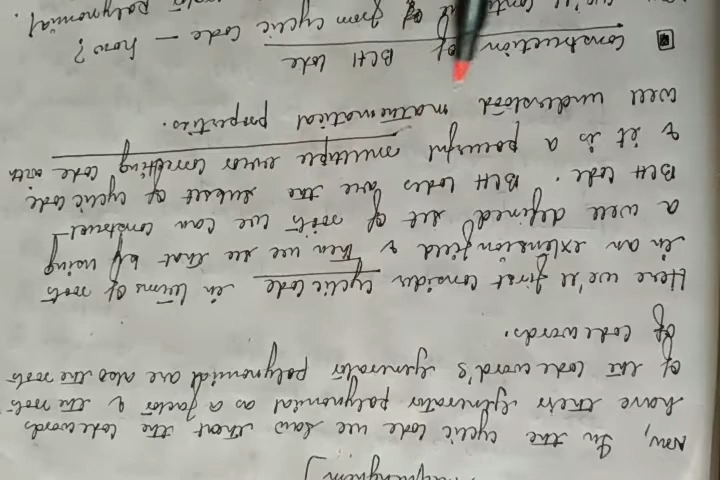 Now, In the cyclic code we saw that the codewords
have their generator polynomial as a factor & the roots
of the code word's generator polynomial are also the roots
of codewords.
Here we'll first consider cyclic code in terms of roots
in an extension field & then we see that by using
a well defined set of roots we can construct
BCH code. BCH codes are the subset of cyclic code
& it is a powerful multiple error correcting code with
well understood mathematical properties.
Construction of BCH code
from cyclic code - how?
polynomial.